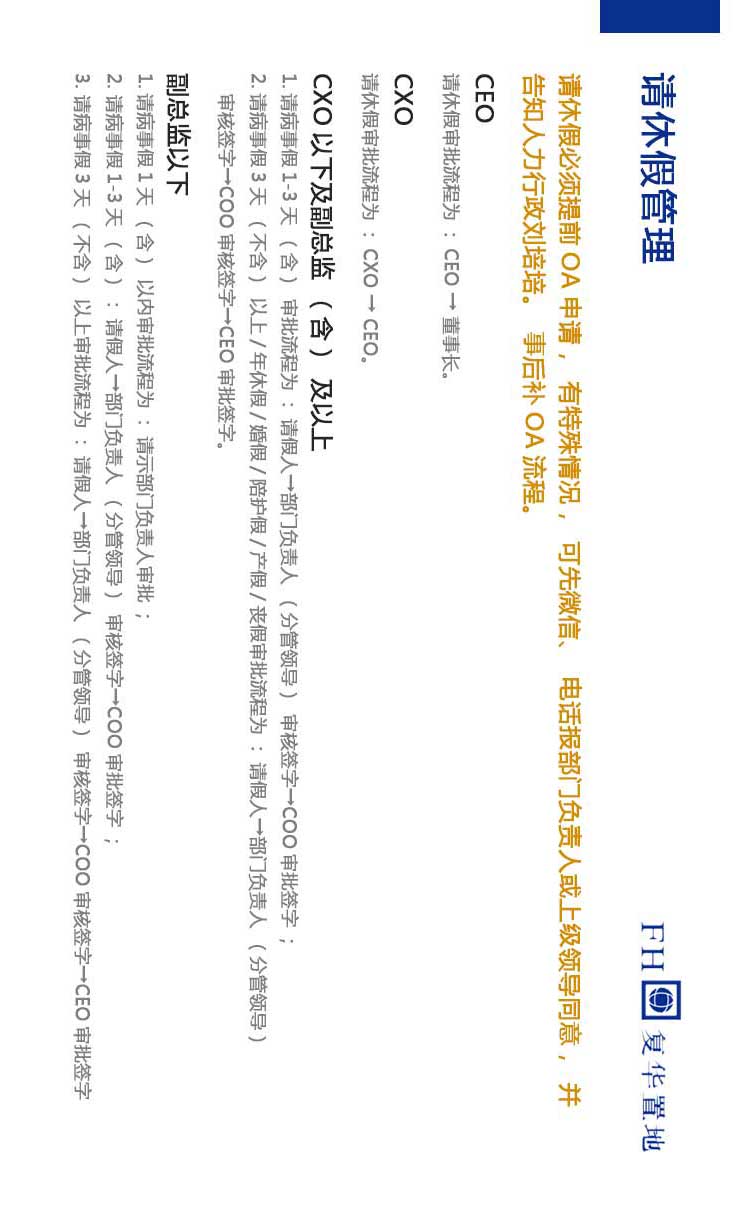 请休假管理
FH 复华置地
请休假必须提前 OA 申请， 有特殊情况， 可先微信、 电话报部门负责人或上级领导同意， 并
告知人力行政刘培培。 事后补 OA 流程。
CEO
请休假审批流程为 ：CEO → 董事长。
CXO
请休假审批流程为 ：CXO → CEO。
CXO 以下及副总监 （ 含 ） 及以上
1. 请病事假 1-3 天 （ 含 ） 审批流程为 ：请假人→部门负责人 （ 分管领导 ） 审核签字→COO 审批签字 ；
2. 请病事假 3 天 （ 不含 ） 以上 / 年休假 / 婚假 / 陪护假 / 产假 / 丧假审批流程为 ：请假人→部门负责人 （ 分管领导 ）
审核签字→COO 审核签字→CEO 审批签字。
副总监以下
1. 请病事假 1 天 （ 含 ） 以内审批流程为 ：请示部门负责人审批 ；
2. 请病事假 1-3 天 （ 含 ） ：请假人→部门负责人 （ 分管领导 ） 审核签字→COO 审批签字 ；
3. 请病事假 3 天 （ 不含 ） 以上审批流程为 ：请假人→部门负责人 （ 分管领导 ） 审核签字→COO 审核签字→CEO 审批签字